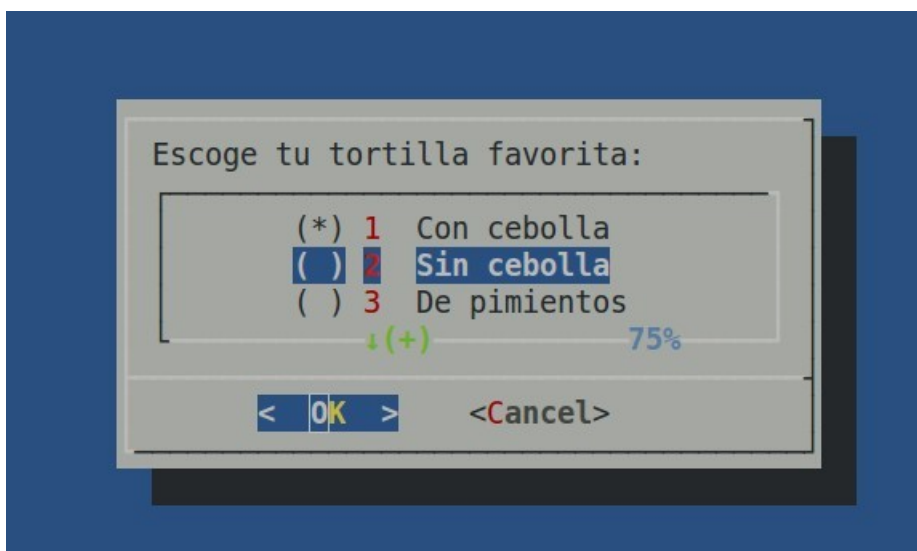 Escoge tu tortilla favorita:
(*) 1 Con cebolla
( ) 2 Sin cebolla
( ) 3 De pimientos
↓(+) 75%
< OK > <Cancel>